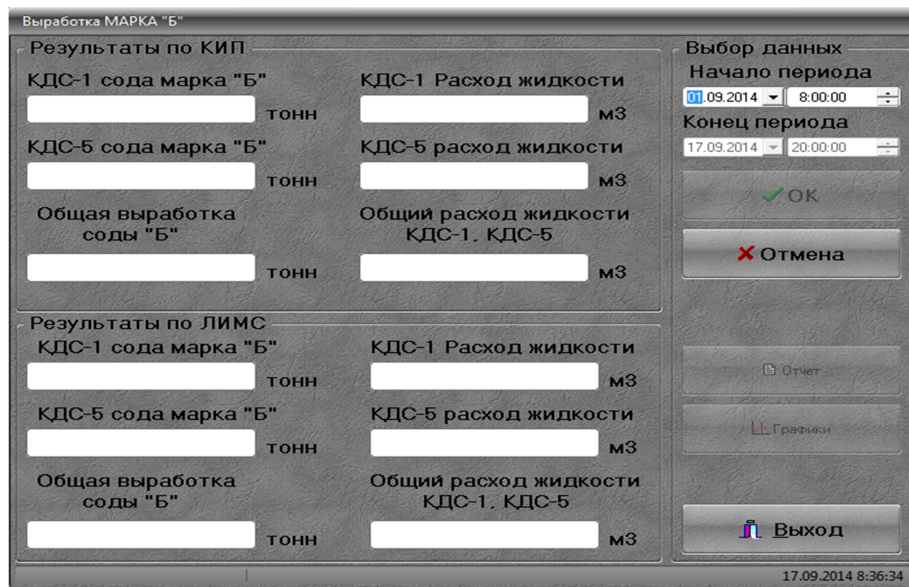 Выработка МАРКА "Б"
Результаты по КИП
КДС-1 сода марка "Б"
тонн
КДС-1 Расход жидкости
м3
КДС-5 сода марка "Б"
тонн
КДС-5 расход жидкости
м3
Общая выработка
соды "Б"
тонн
Общий расход жидкости
КДС-1, КДС-5
м3
Результаты по ЛИМС
КДС-1 сода марка "Б"
тонн
КДС-1 Расход жидкости
м3
КДС-5 сода марка "Б"
тонн
КДС-5 расход жидкости
м3
Общая выработка
соды "Б"
тонн
Общий расход жидкости
КДС-1, КДС-5
м3
Выбор данных
Начало периода
01.09.2014 8:00:00
Конец периода
17.09.2014 20:00:00
OK
Отмена
Отчет
Графики
Выход
17.09.2014 8:36:34